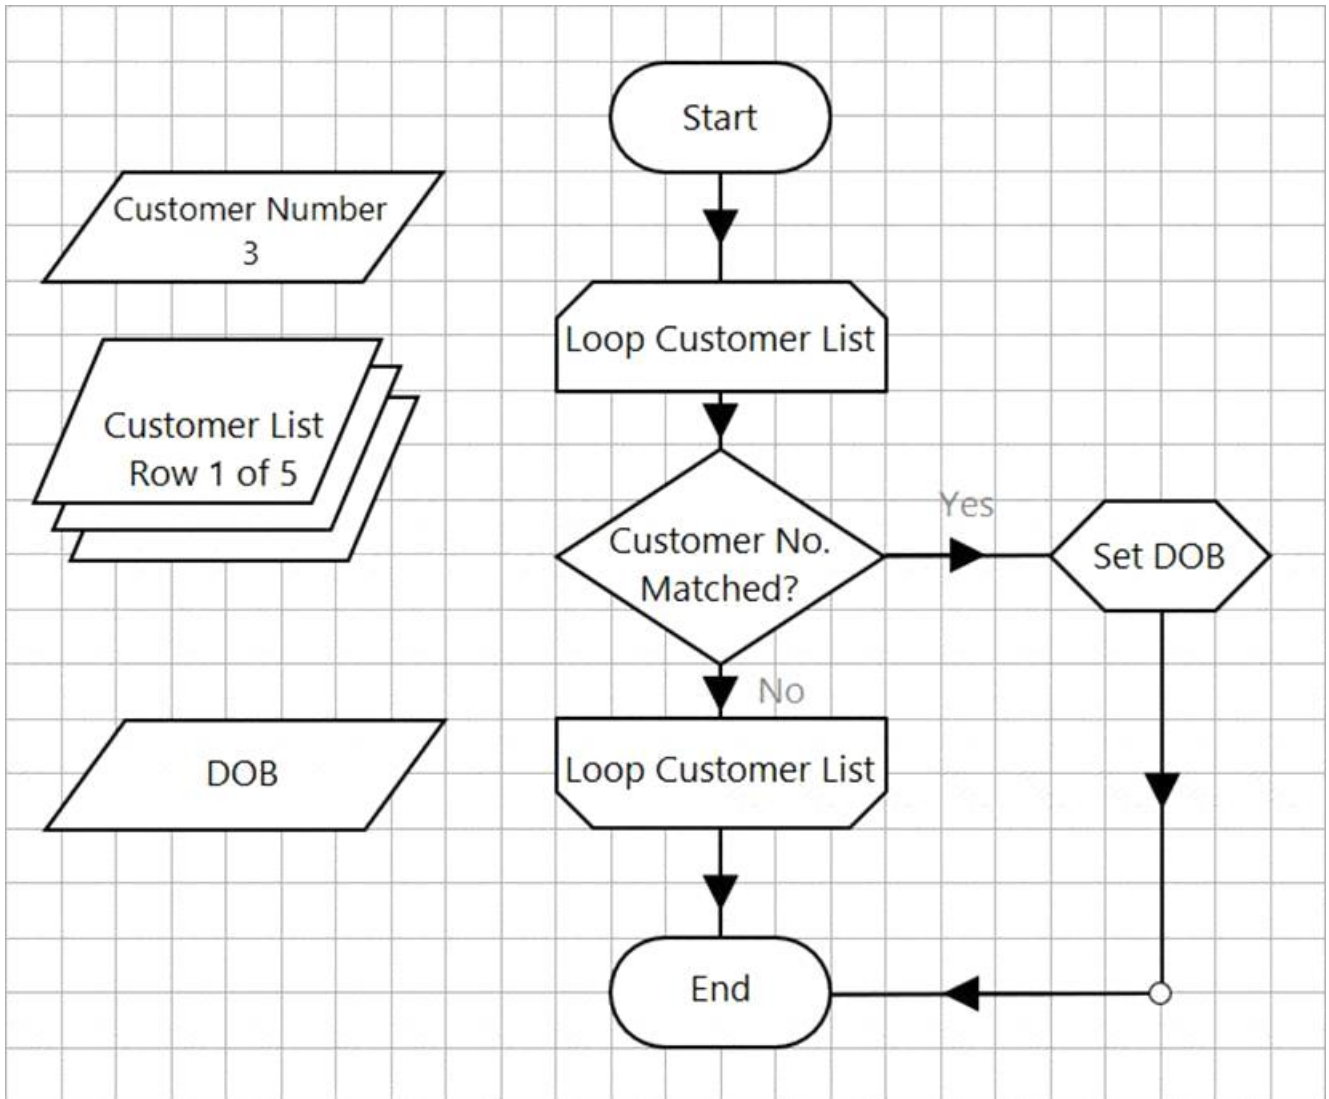 Start
Customer Number
3
Loop Customer List
Customer List
Row 1 of 5
Customer No.
Matched?
Yes
Set DOB
No
Loop Customer List
DOB
End